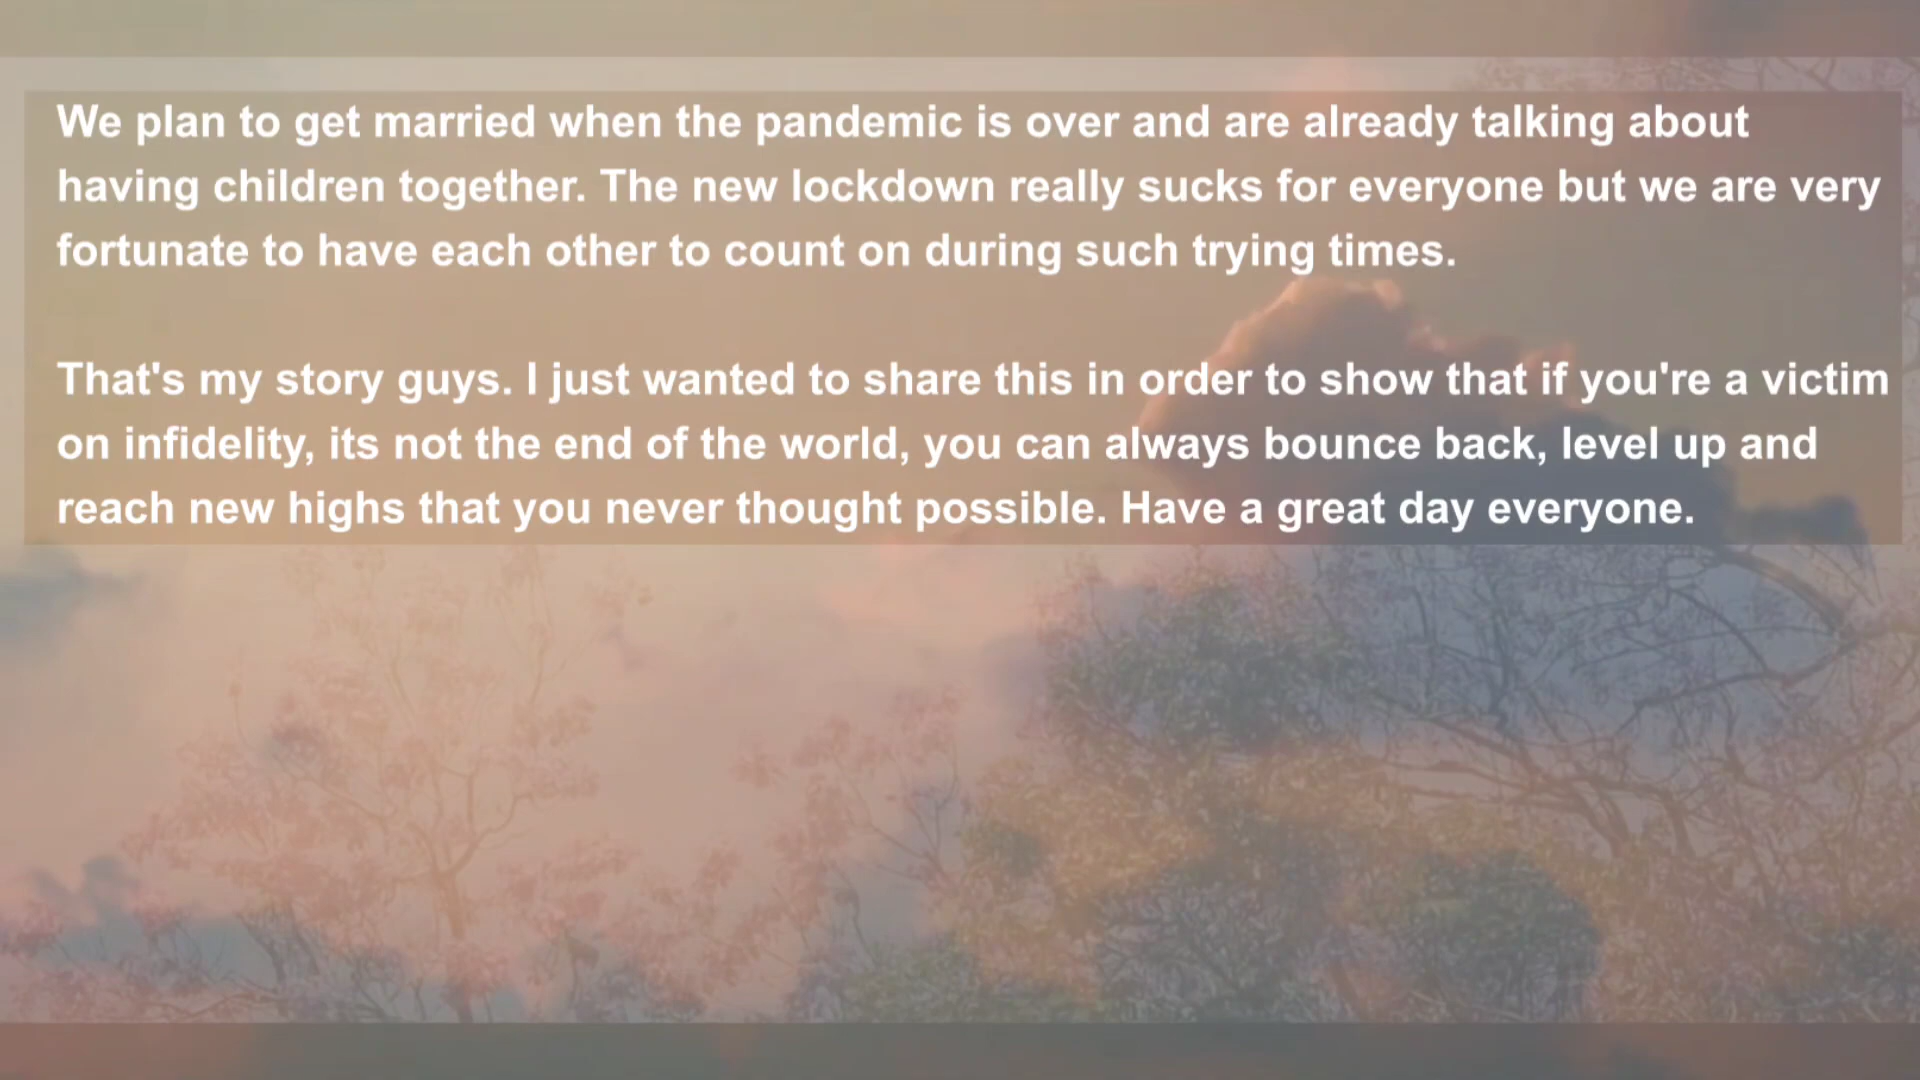 We plan to get married when the pandemic is over and are already talking about
having children together. The new lockdown really sucks for everyone but we are very
fortunate to have each other to count on during such trying times.
That's my story guys. I just wanted to share this in order to show that if you're a victim
on infidelity, its not the end of the world, you can always bounce back, level up and
reach new highs that you never thought possible. Have a great day everyone.